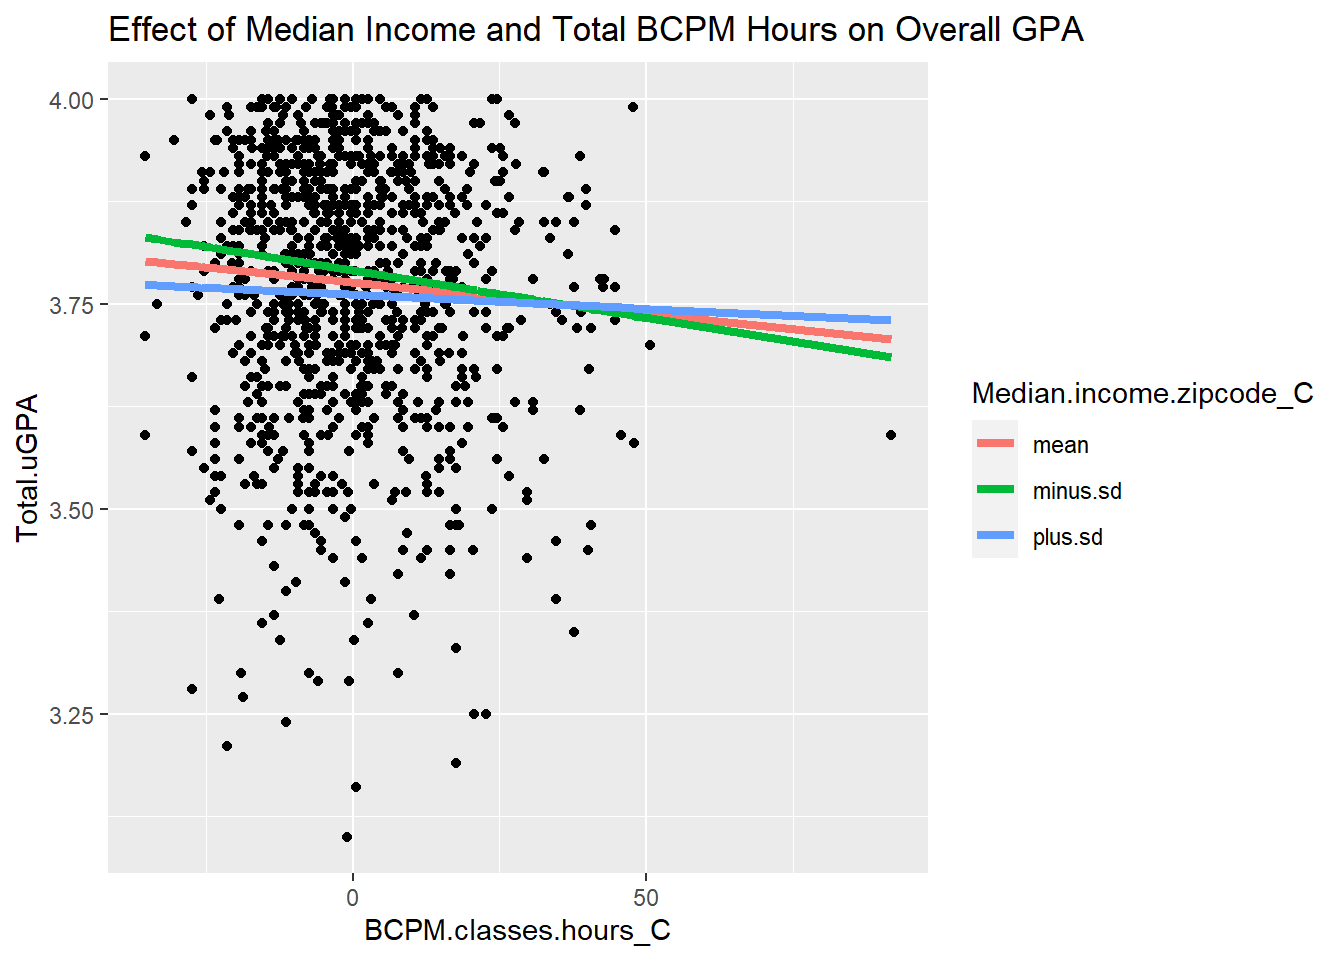 Effect of Median Income and Total BCPM Hours on Overall GPA
4.00
3.75
3.50
3.25
Total.uGPA
0
50
BCPM.classes.hours_C
Median.income.zipcode_C
mean
minus.sd
plus.sd